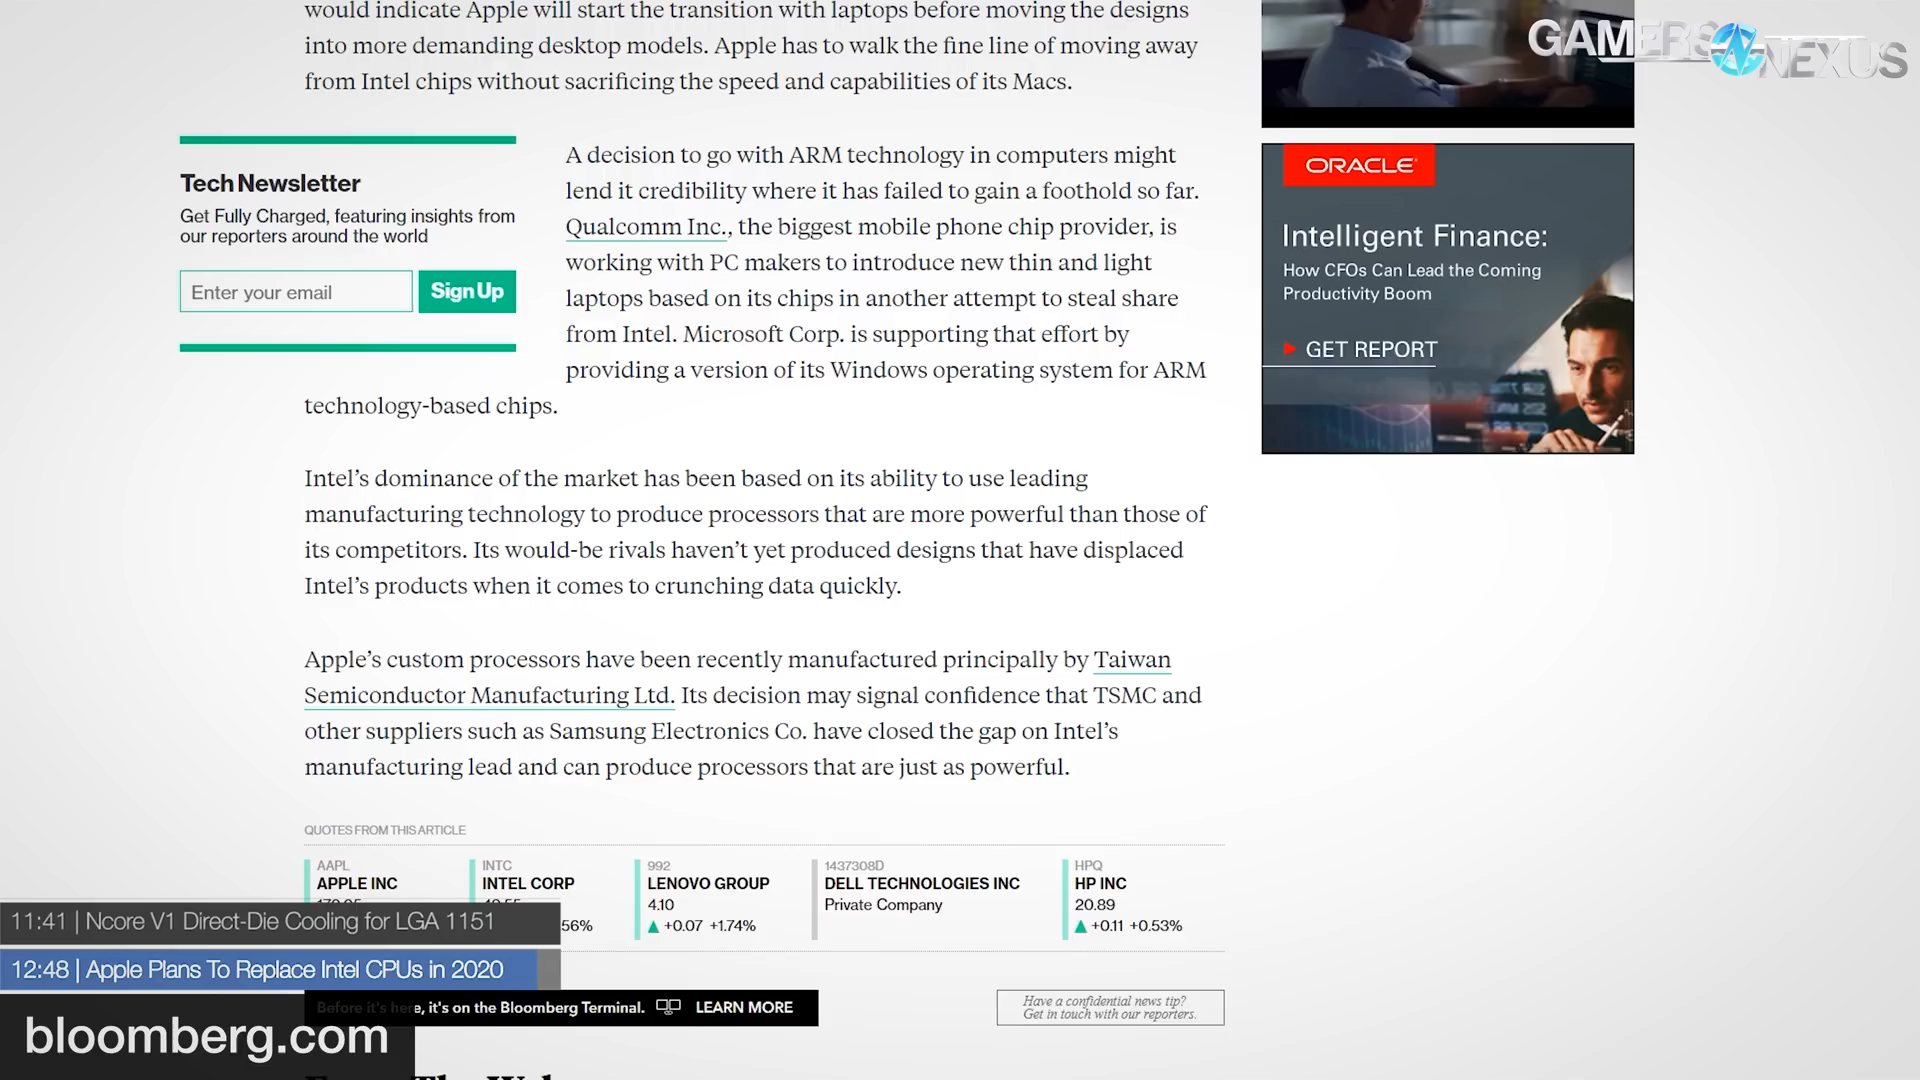 would indicate Apple will start the transition with laptops before moving the designs
into more demanding desktop models. Apple has to walk the fine line of moving away
from Intel chips without sacrificing the speed and capabilities of its Macs.
GAMERS NEXUS
Tech Newsletter
Get Fully Charged, featuring insights from
our reporters around the world
Enter your email
Sign Up
A decision to go with ARM technology in computers might
lend it credibility where it has failed to gain a foothold so far.
Qualcomm Inc., the biggest mobile phone chip provider, is
working with PC makers to introduce new thin and light
laptops based on its chips in another attempt to steal share
from Intel. Microsoft Corp. is supporting that effort by
providing a version of its Windows operating system for ARM
technology-based chips.
ORACLE
Intelligent Finance:
How CFOs Can Lead the Coming
Productivity Boom
GET REPORT
Intel’s dominance of the market has been based on its ability to use leading
manufacturing technology to produce processors that are more powerful than those of
its competitors. Its would-be rivals haven’t yet produced designs that have displaced
Intel’s products when it comes to crunching data quickly.
Apple’s custom processors have been recently manufactured principally by Taiwan
Semiconductor Manufacturing Ltd. Its decision may signal confidence that TSMC and
other suppliers such as Samsung Electronics Co. have closed the gap on Intel’s
manufacturing lead and can produce processors that are just as powerful.
QUOTES FROM THIS ARTICLE
AAPL
APPLE INC
INTC
INTEL CORP
56%
992
LENOVO GROUP
4.10
+0.07 +1.74%
1437308D
DELL TECHNOLOGIES INC
Private Company
HPQ
HP INC
20.89
+0.11 +0.53%
11:41 | Ncore V1 Direct-Die Cooling for LGA 1151
12:48 | Apple Plans To Replace Intel CPUs in 2020
Before it's here, it's on the Bloomberg Terminal.
LEARN MORE
Have a confidential news tip?
Get in touch with our reporters.
bloomberg.com